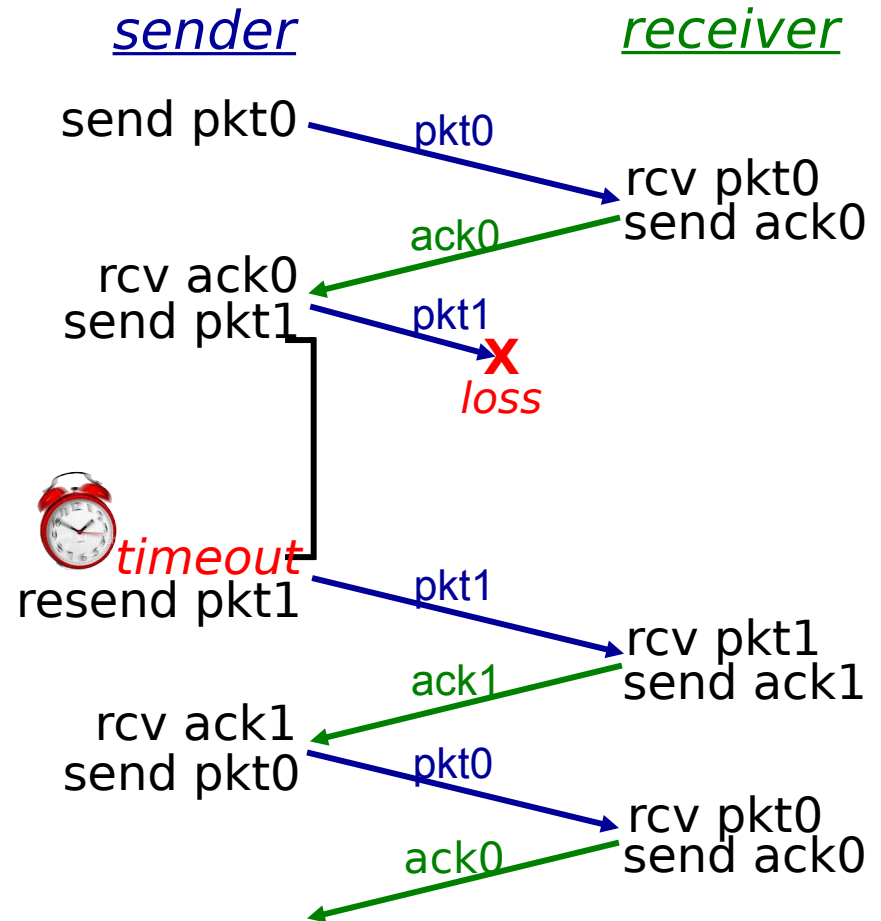 sender
receiver
send pkt0
pkt0
rcv pkt0
send ack0
ack0
rcv ack0
send pkt1
pkt1
X
loss
timeout
resend pkt1
pkt1
rcv pkt1
send ack1
ack1
rcv ack1
send pkt0
pkt0
rcv pkt0
send ack0
ack0